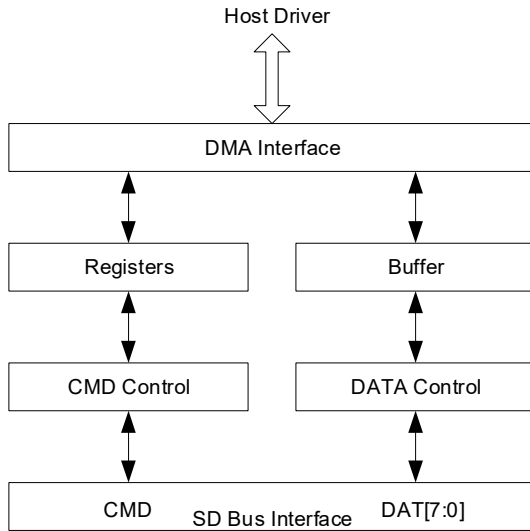 Host Driver
DMA Interface
Registers
Buffer
CMD Control
DATA Control
CMD
DAT[7:0]
SD Bus Interface